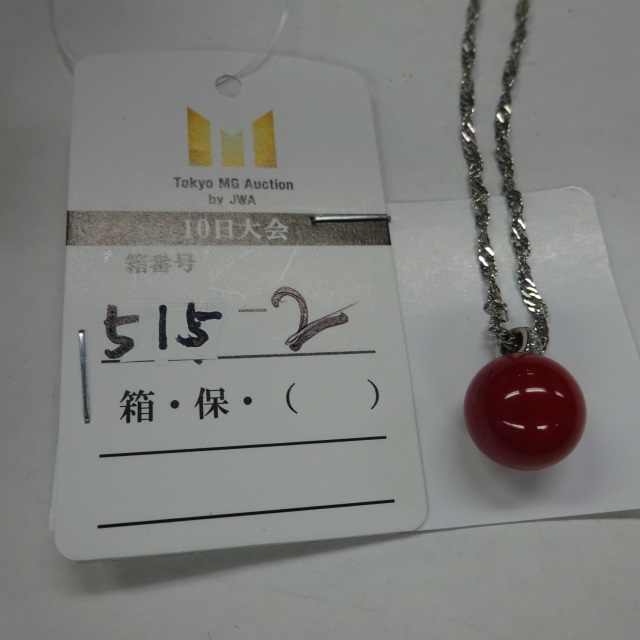 Tokyo MG Auction
by JWA
10日大会
箱番号
515-2
箱・保・（　　）